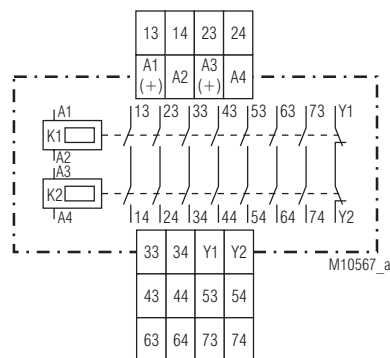 13 14 23 24
A1 (+) A2 A3 (+) A4
A1 13 23 33 43 53 63 73 Y1
K1
A2
A3
K2
A4 14 24 34 44 54 64 74 Y2
33 34 Y1 Y2
M10567_a
43 44 53 54
63 64 73 74